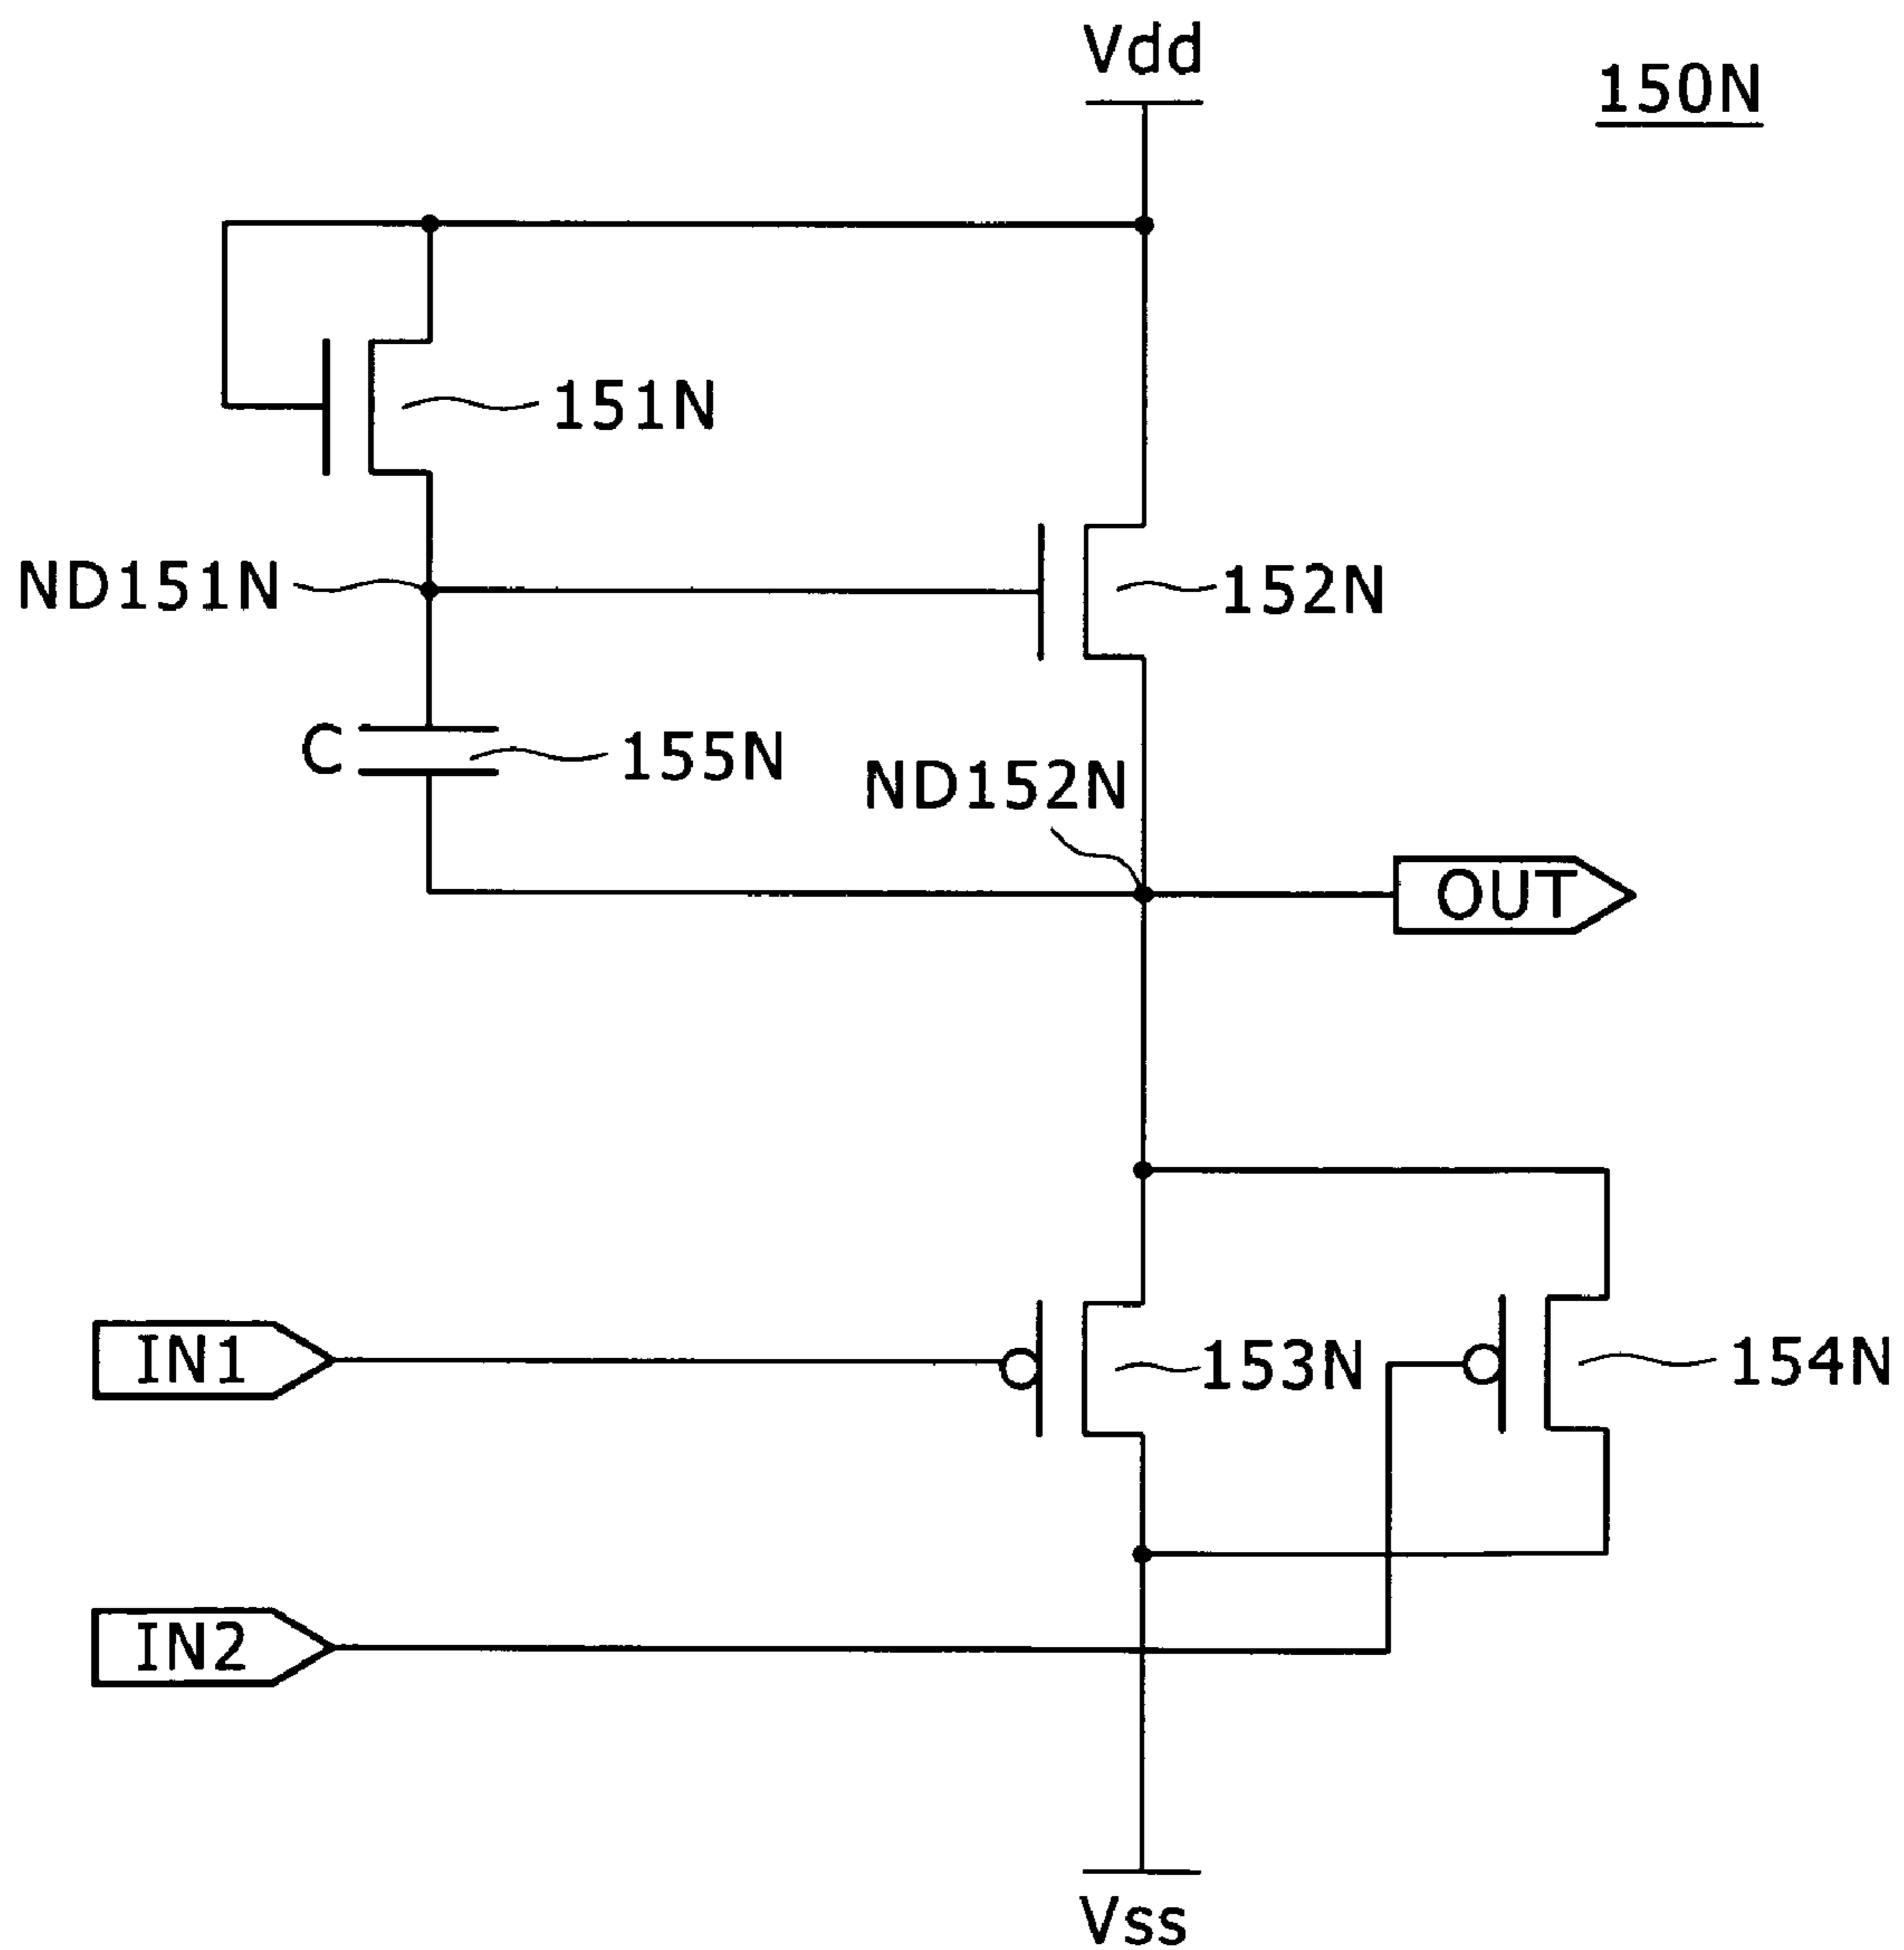 Vdd
150N
151N
ND151N
152N
C
155N
ND152N
OUT
IN1
153N
154N
IN2
Vss